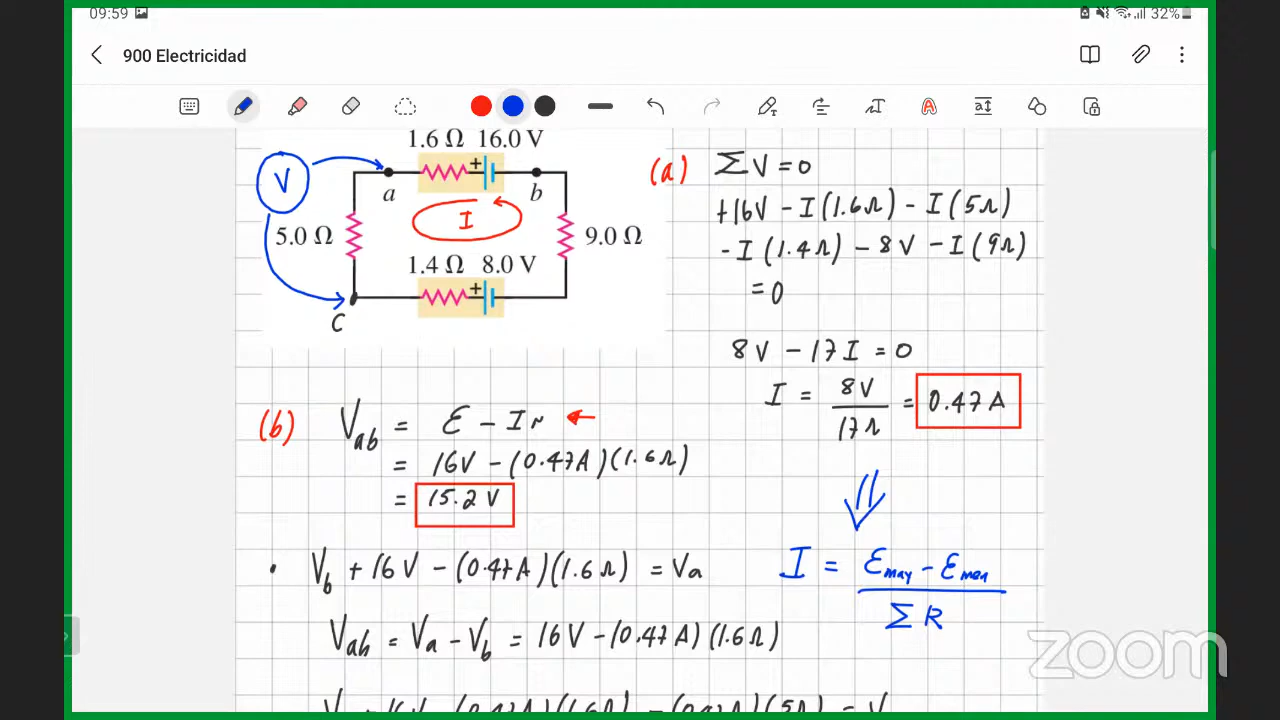 09:59
32%
900 Electricidad
1.6 Ω 16.0 V
V
a
b
I
5.0 Ω
9.0 Ω
1.4 Ω 8.0 V
+
+
C
(a) ΣV = 0
+16V - I(1.6Ω) - I(5Ω)
- I(1.4Ω) - 8V - I(9Ω)
= 0
8V - 17I = 0
I = 8V / 17Ω = 0.47A
(b) Vab = ε - Ir ←
= 16V - (0.47A)(1.6Ω)
= 15.2 V
I = (εmay - εmen) / ΣR
• Vb + 16V - (0.47A)(1.6Ω) = Va
Vab = Va - Vb = 16V - (0.47A)(1.6Ω)
zoom